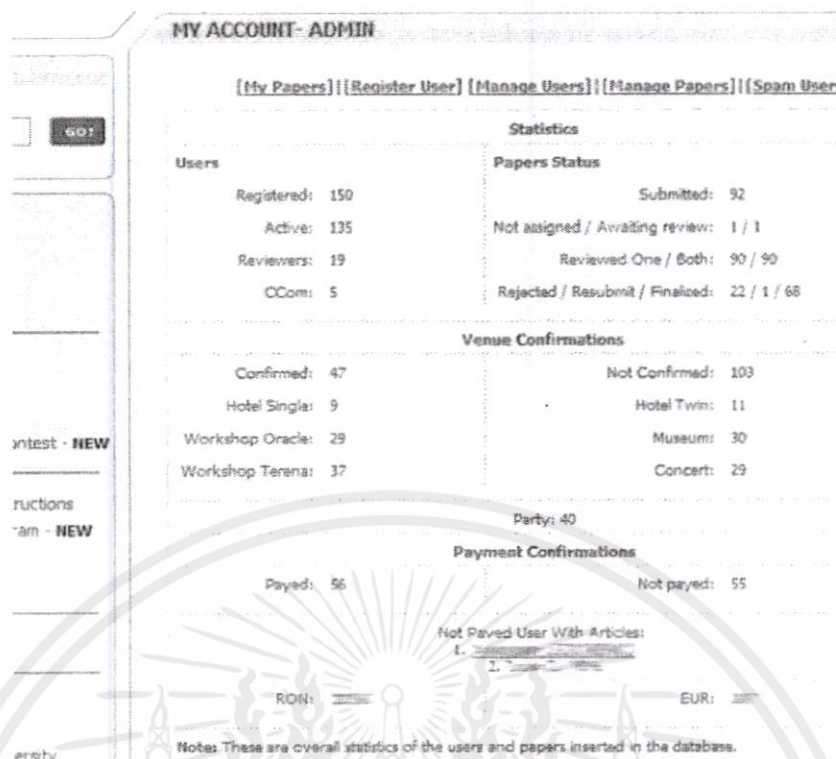 MY ACCOUNT- ADMIN
[My Papers]|[Register User] [Manage Users]|[Manage Papers]|[Spam User
GO!
Statistics
Users
Papers Status
Registered: 150
Submitted: 92
Active: 135
Not assigned / Awaiting review: 1 / 1
Reviewers: 19
Reviewed One / Both: 90 / 90
CCom: 5
Rejected / Resubmit / Finalized: 22 / 1 / 68
Venue Confirmations
Confirmed: 47
Not Confirmed: 103
Hotel Single: 9
Hotel Twin: 11
ontest - NEW
Workshop Oracle: 29
Museum: 30
Workshop Terena: 37
Concert: 29
ructions
ram - NEW
Party: 40
Payment Confirmations
Payed: 56
Not payed: 55
Not Payed User With Articles:
1.
2.
RON:
EUR:
Note: These are overall statistics of the users and papers inserted in the database.
ersity